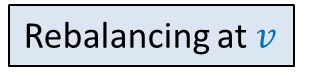 Rebalancing at 𝑣